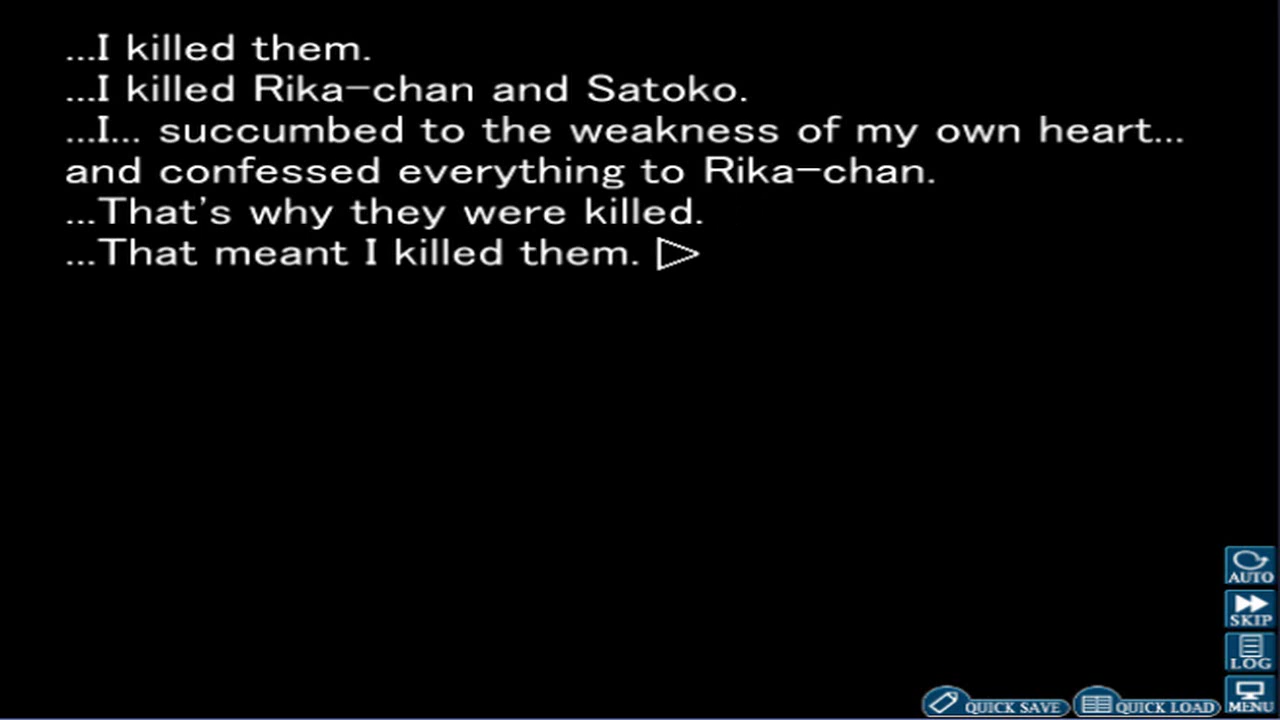 ...I killed them.
...I killed Rika-chan and Satoko.
...I... succumbed to the weakness of my own heart...
and confessed everything to Rika-chan.
...That's why they were killed.
...That meant I killed them.
AUTO
SKIP
LOG
QUICK SAVE
QUICK LOAD
MENU